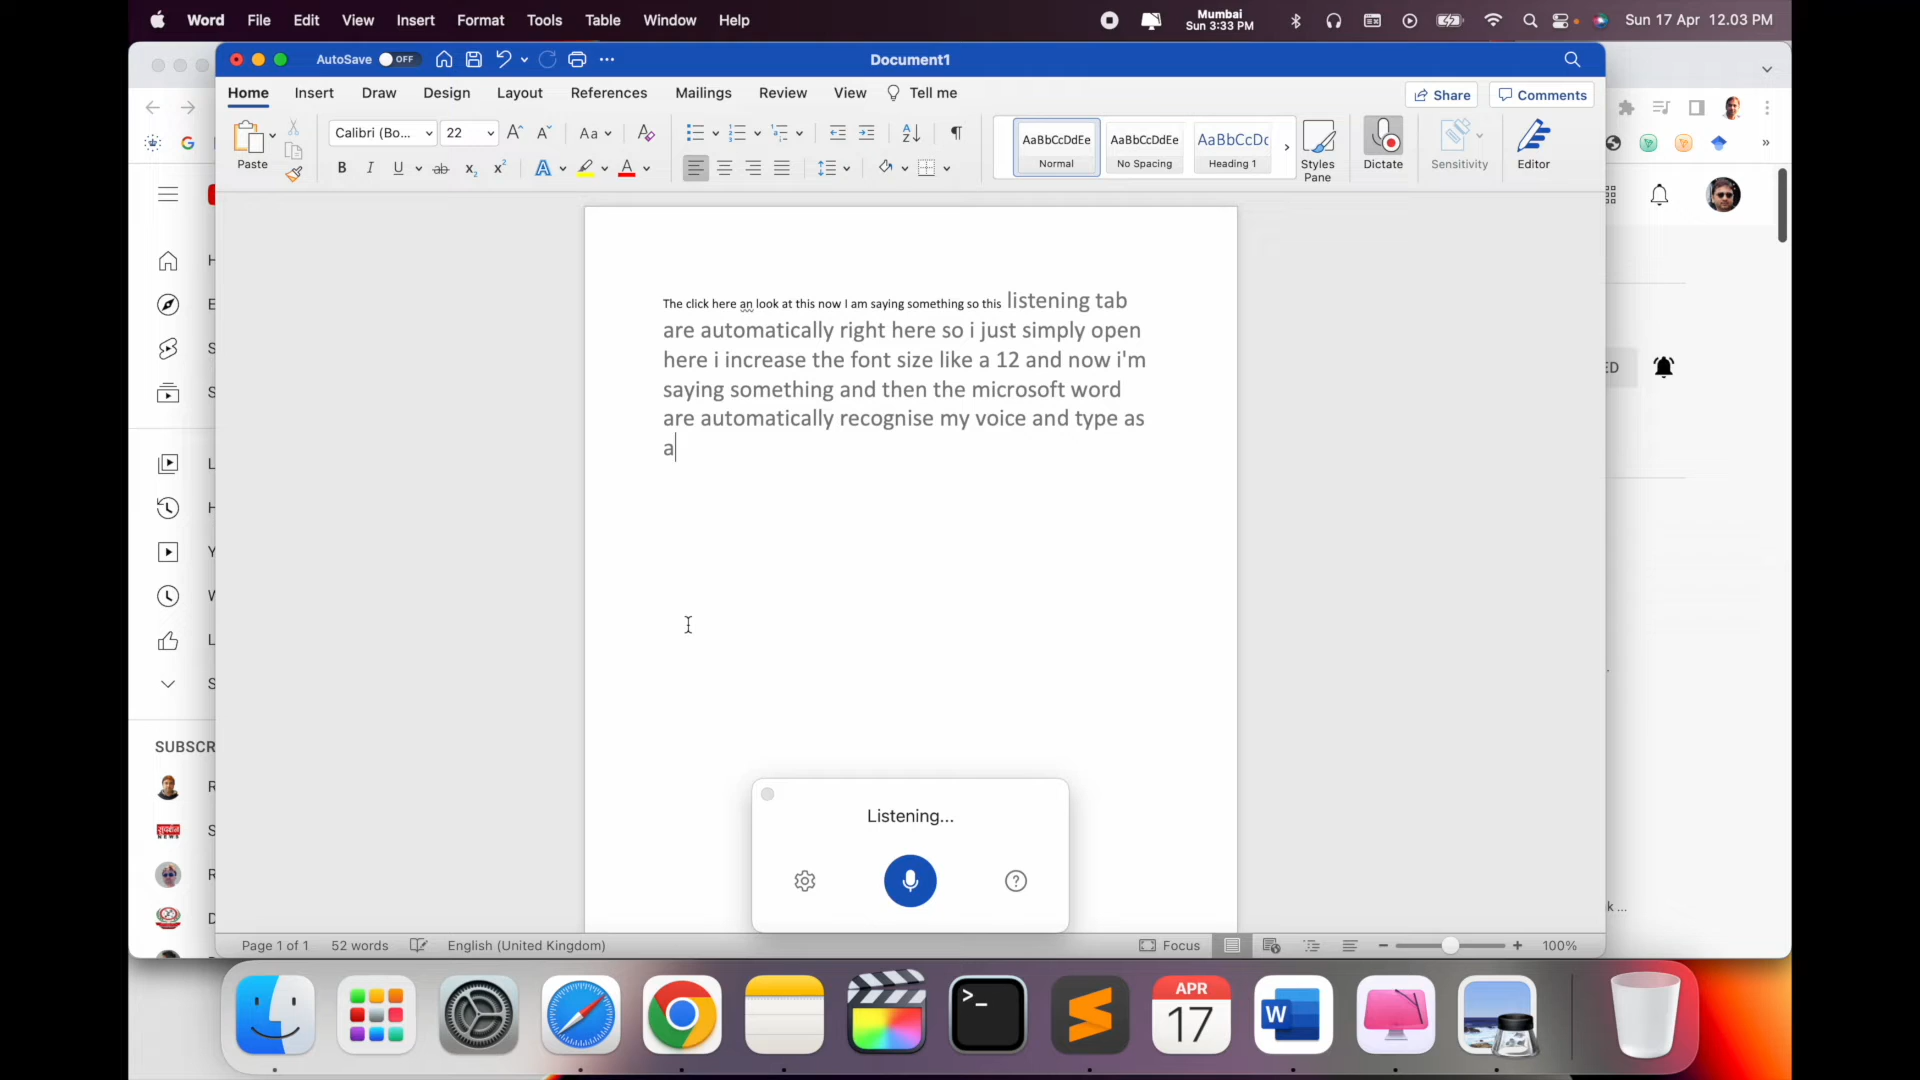 Word File Edit View Insert Format Tools Table Window Help
Mumbai
Sun 3:33 PM
Sun 17 Apr 12.03 PM
AutoSave OFF
Document1
Home Insert Draw Design Layout References Mailings Review View Tell me
Share Comments
Paste
Calibri (Bo... 22
Aa
B I U ab x₂ x²
A A
AaBbCcDdEe
Normal
AaBbCcDdEe
No Spacing
AaBbCcDc
Heading 1
Styles
Pane
Dictate
Sensitivity
Editor
The click here an look at this now I am saying something so this listening tab
are automatically right here so i just simply open
here i increase the font size like a 12 and now i'm
saying something and then the microsoft word
are automatically recognise my voice and type as
a
H
E
S
S
L
H
Y
W
L
S
SUBSCR
R
S
R
D
ED
k ...
Listening...
Page 1 of 1 52 words English (United Kingdom) Focus 100%
APR
17
W